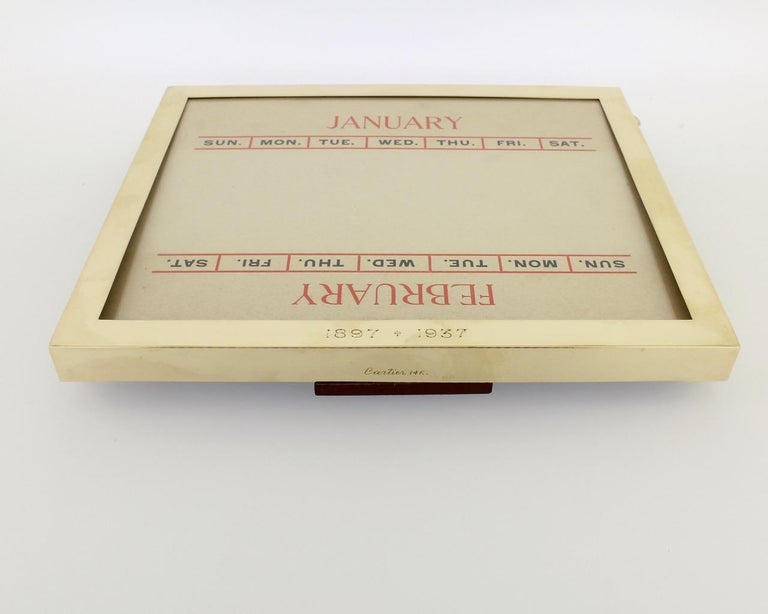 JANUARY
SUN. MON. TUE. WED. THU. FRI. SAT.
SUN. MON. TUE. WED. THU. FRI. SAT.
FEBRUARY
1897 + 1937
Cartier 14K.